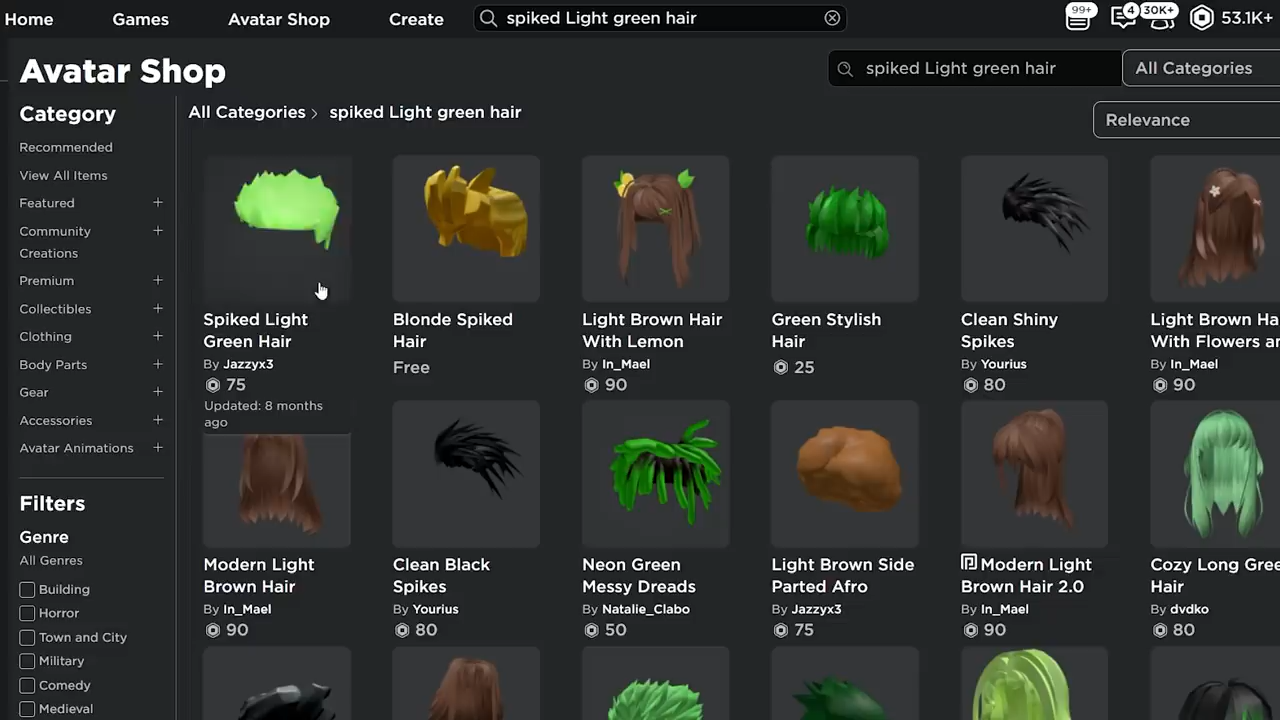 Home Games Avatar Shop Create spiked Light green hair 99+ 4 30K+ 53.1K+
Avatar Shop spiked Light green hair All Categories
Category
All Categories > spiked Light green hair
Relevance
Recommended
View All Items
Featured +
Community +
Creations
Premium +
Collectibles +
Clothing +
Body Parts +
Gear +
Accessories +
Avatar Animations +
Filters
Genre
All Genres
Building
Horror
Town and City
Military
Comedy
Medieval
Spiked Light
Green Hair
By Jazzyx3
75
Updated: 8 months
ago
Blonde Spiked
Hair
Free
Light Brown Hair
With Lemon
By In_Mael
90
Green Stylish
Hair
25
Clean Shiny
Spikes
By Yourius
80
Light Brown Ha
With Flowers a
By In_Mael
90
Modern Light
Brown Hair
By In_Mael
90
Clean Black
Spikes
By Yourius
80
Neon Green
Messy Dreads
By Natalie_Clabo
50
Light Brown Side
Parted Afro
By Jazzyx3
75
Modern Light
Brown Hair 2.0
By In_Mael
90
Cozy Long Gre
Hair
By dvdko
80